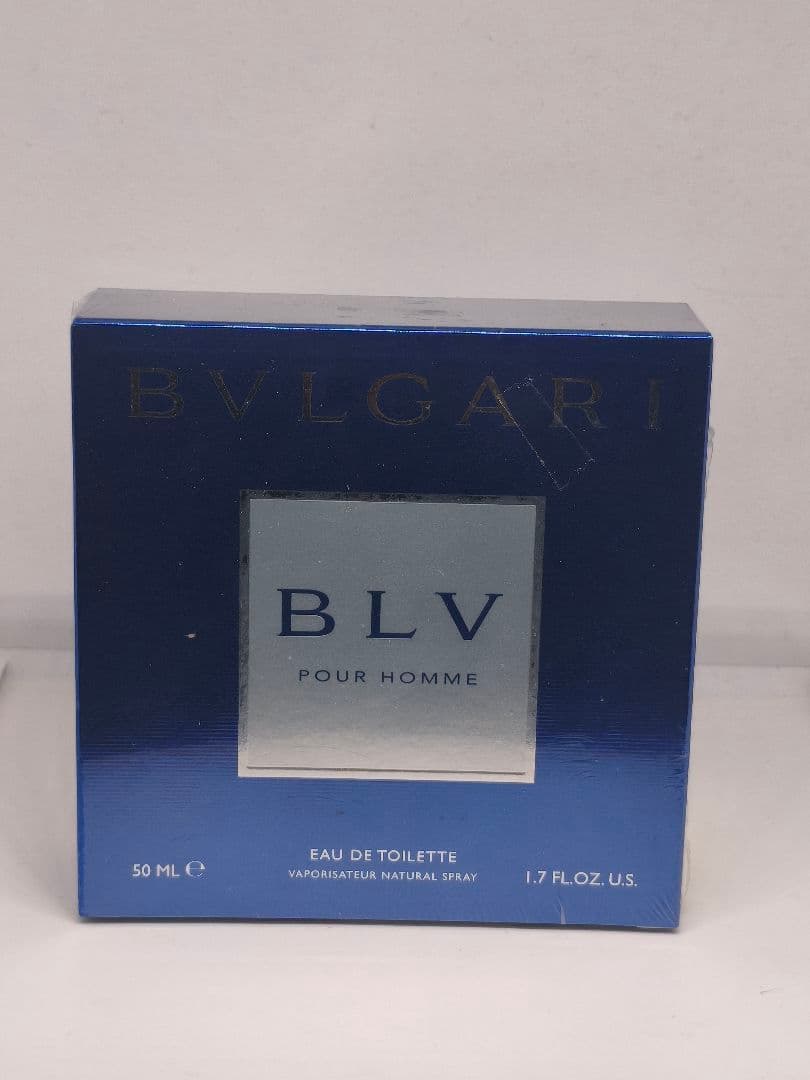 BVLGARI
BLV
POUR HOMME
EAU DE TOILETTE
50 ML ℮
VAPORISATEUR NATURAL SPRAY
1.7 FL.OZ. U.S.